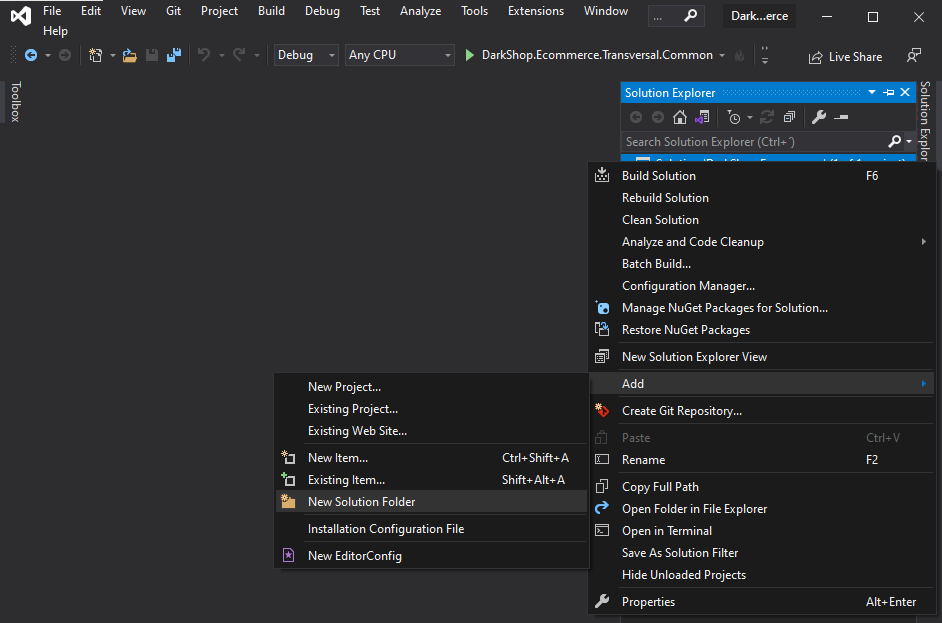 File Edit View Git Project Build Debug Test Analyze Tools Extensions Window ... Dark...erce
Help
Debug Any CPU DarkShop.Ecommerce.Transversal.Common Live Share
Toolbox
Solution Explorer
Search Solution Explorer (Ctrl+´)
Solution Explor
Build Solution F6
Rebuild Solution
Clean Solution
Analyze and Code Cleanup
Batch Build...
Configuration Manager...
Manage NuGet Packages for Solution...
Restore NuGet Packages
New Solution Explorer View
Add
Create Git Repository...
Paste Ctrl+V
Rename F2
Copy Full Path
Open Folder in File Explorer
Open in Terminal
Save As Solution Filter
Hide Unloaded Projects
Properties Alt+Enter
New Project...
Existing Project...
Existing Web Site...
New Item... Ctrl+Shift+A
Existing Item... Shift+Alt+A
New Solution Folder
Installation Configuration File
New EditorConfig